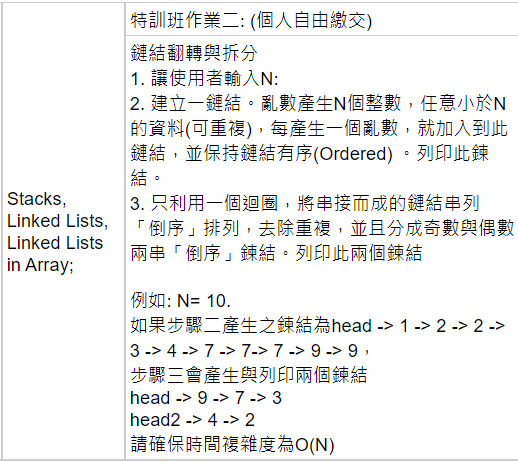 特訓班作業二: (個人自由繳交)
Stacks,
Linked Lists,
Linked Lists
in Array;
鏈結翻轉與拆分
1. 讓使用者輸入N:
2. 建立一鏈結。亂數產生N個整數，任意小於N
的資料(可重複)，每產生一個亂數，就加入到此
鏈結，並保持鏈結有序(Ordered) 。列印此鍊
結。
3. 只利用一個迴圈，將串接而成的鏈結串列
「倒序」排列，去除重複，並且分成奇數與偶數
兩串「倒序」鍊結。列印此兩個鍊結
例如: N= 10.
如果步驟二產生之鍊結為head -> 1 -> 2 -> 2 ->
3 -> 4 -> 7 -> 7-> 7 -> 9 -> 9，
步驟三會產生與列印兩個鍊結
head -> 9 -> 7 -> 3
head2 -> 4 -> 2
請確保時間複雜度為O(N)